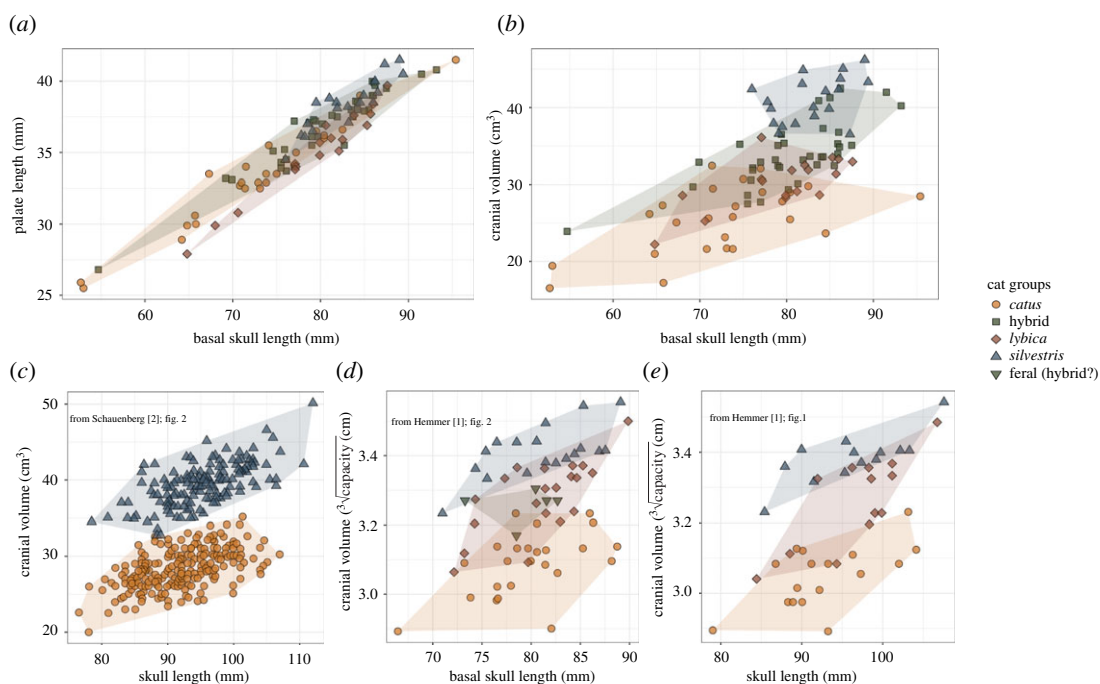 (a)
palate length (mm)
40
35
30
25
60 70 80 90
basal skull length (mm)
(b)
cranial volume (cm3)
40
30
20
60 70 80 90
basal skull length (mm)
cat groups
catus
hybrid
lybica
silvestris
feral (hybrid?)
(c)
from Schauenberg [2]; fig. 2
cranial volume (cm3)
50
40
30
20
80 90 100 110
skull length (mm)
(d)
from Hemmer [1]; fig. 2
cranial volume (3√capacity (cm)
3.4
3.2
3.0
70 75 80 85 90
basal skull length (mm)
(e)
from Hemmer [1]; fig.1
cranial volume (3√capacity (cm)
3.4
3.2
3.0
80 90 100
skull length (mm)